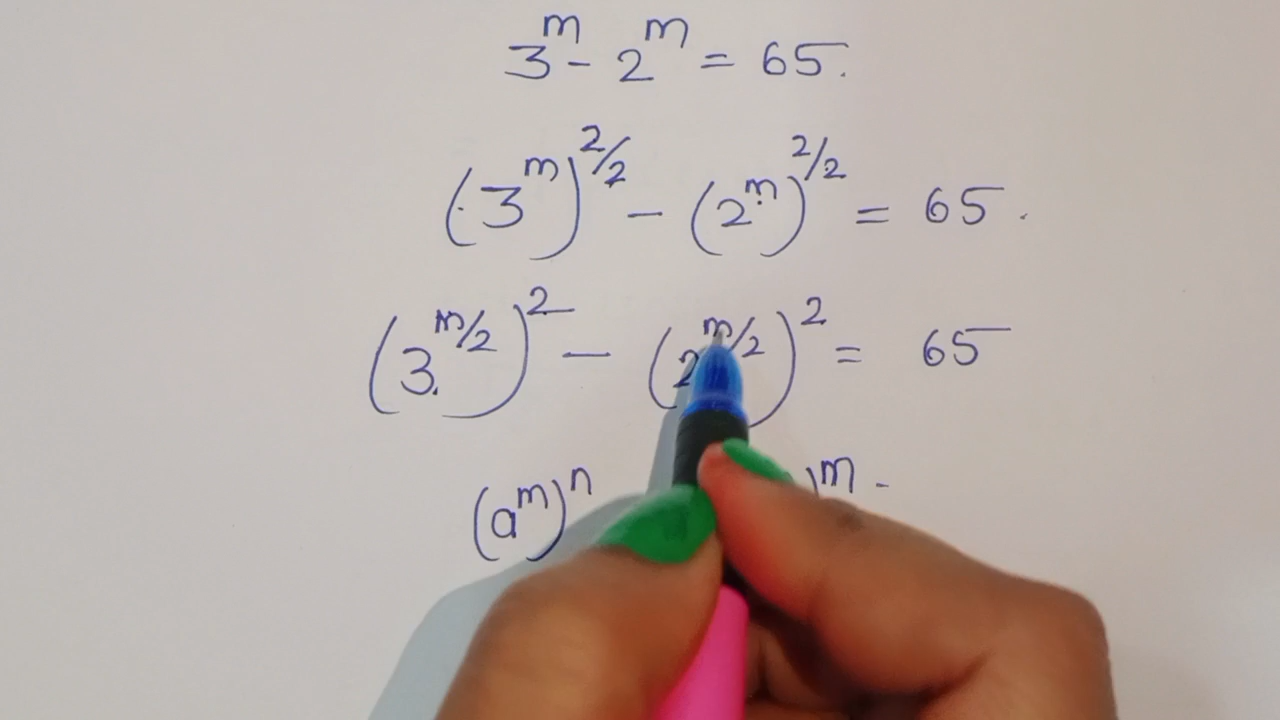 3^m - 2^m = 65.
(3^m)^2/2 - (2^m)^2/2 = 65.
(3^m/2)^2 - (2^m/2)^2 = 65
(a^m)^n )^m.